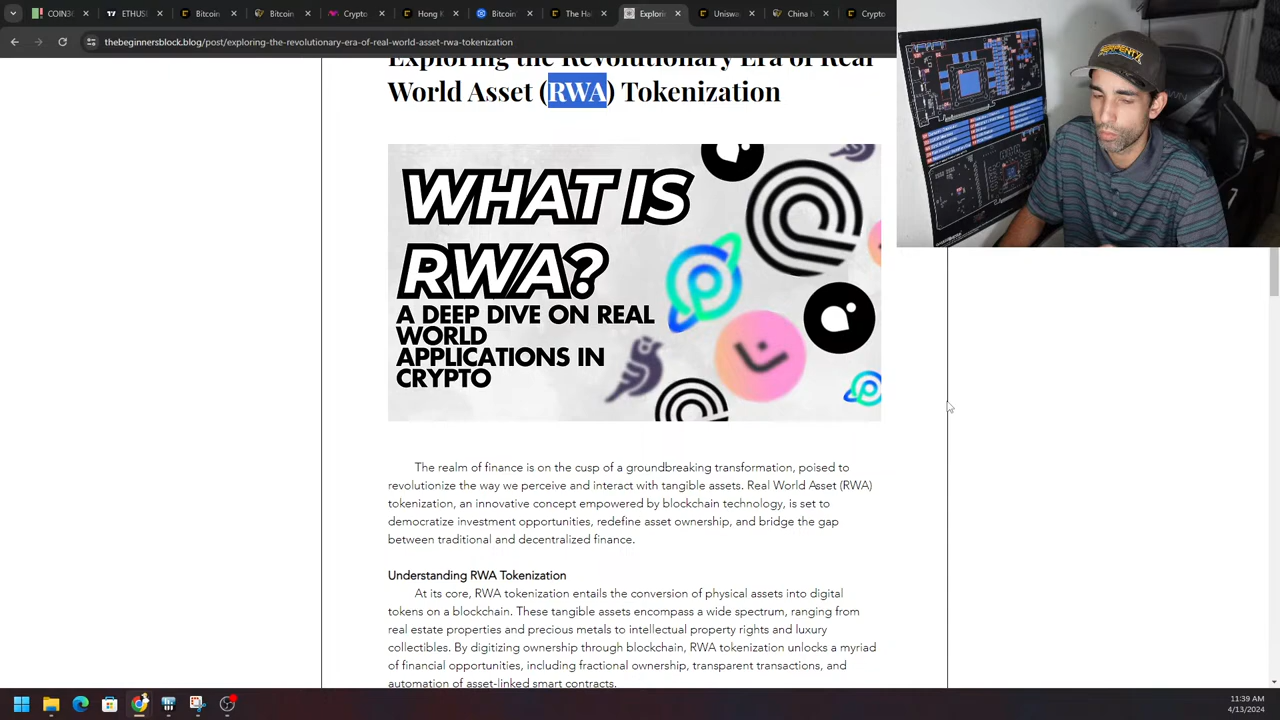 COIN30
ETHUSD
Bitcoin
Bitcoin
Crypto
Hong K
Bitcoin
The Ha
Explori
Uniswa
China M
Crypto
thebeginnersblock.blog/post/exploring-the-revolutionary-era-of-real-world-asset-rwa-tokenization
Exploring the Revolutionary Era of Real
World Asset (RWA) Tokenization
WHAT IS
RWA?
A DEEP DIVE ON REAL
WORLD
APPLICATIONS IN
CRYPTO
The realm of finance is on the cusp of a groundbreaking transformation, poised to
revolutionize the way we perceive and interact with tangible assets. Real World Asset (RWA)
tokenization, an innovative concept empowered by blockchain technology, is set to
democratize investment opportunities, redefine asset ownership, and bridge the gap
between traditional and decentralized finance.
Understanding RWA Tokenization
At its core, RWA tokenization entails the conversion of physical assets into digital
tokens on a blockchain. These tangible assets encompass a wide spectrum, ranging from
real estate properties and precious metals to intellectual property rights and luxury
collectibles. By digitizing ownership through blockchain, RWA tokenization unlocks a myriad
of financial opportunities, including fractional ownership, transparent transactions, and
automation of asset-linked smart contracts.
11:39 AM
4/13/2024